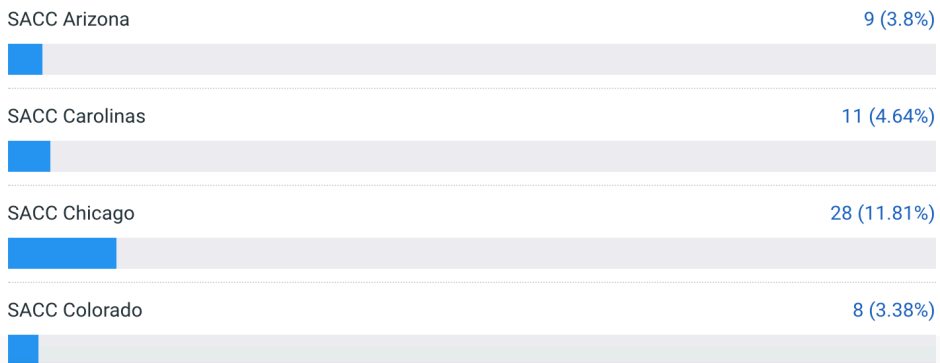 SACC Arizona 9 (3.8%)
SACC Carolinas 11 (4.64%)
SACC Chicago 28 (11.81%)
SACC Colorado 8 (3.38%)